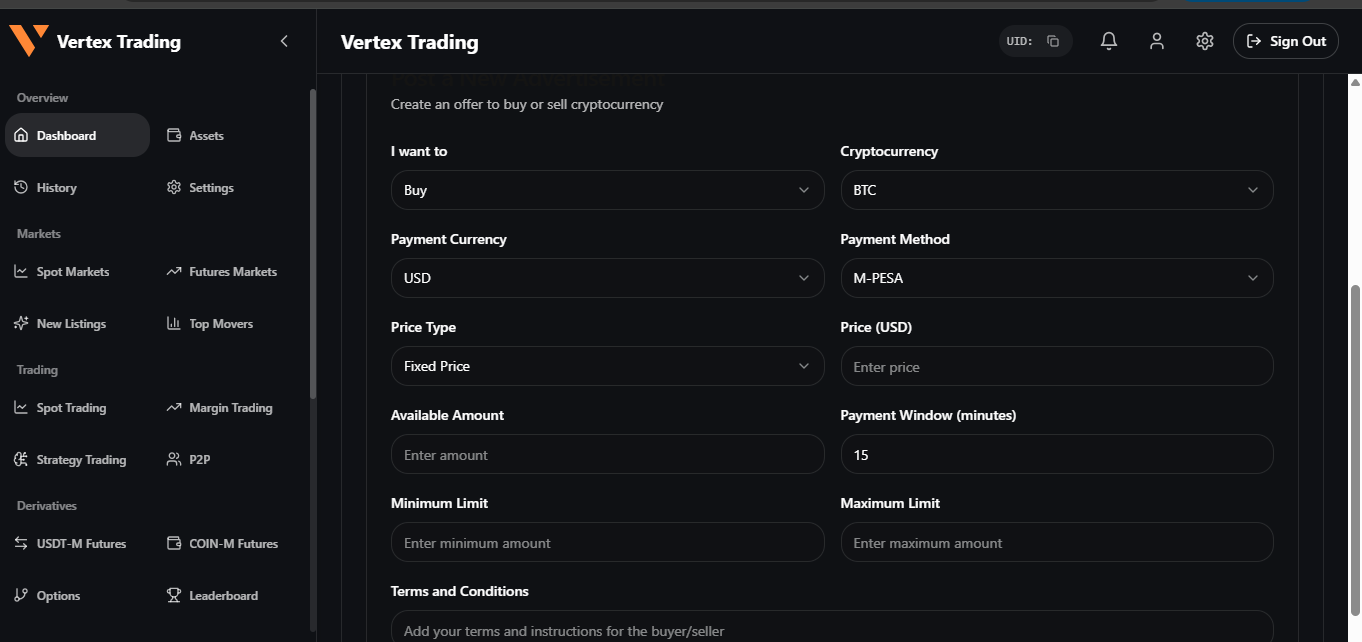 Vertex Trading
Vertex Trading
UID:
Sign Out
Overview
Dashboard
Assets
History
Settings
Markets
Spot Markets
Futures Markets
New Listings
Top Movers
Trading
Spot Trading
Margin Trading
Strategy Trading
P2P
Derivatives
USDT-M Futures
COIN-M Futures
Options
Leaderboard
Post a New Advertisement
Create an offer to buy or sell cryptocurrency
I want to
Cryptocurrency
Buy
BTC
Payment Currency
Payment Method
USD
M-PESA
Price Type
Price (USD)
Fixed Price
Enter price
Available Amount
Payment Window (minutes)
Enter amount
15
Minimum Limit
Maximum Limit
Enter minimum amount
Enter maximum amount
Terms and Conditions
Add your terms and instructions for the buyer/seller